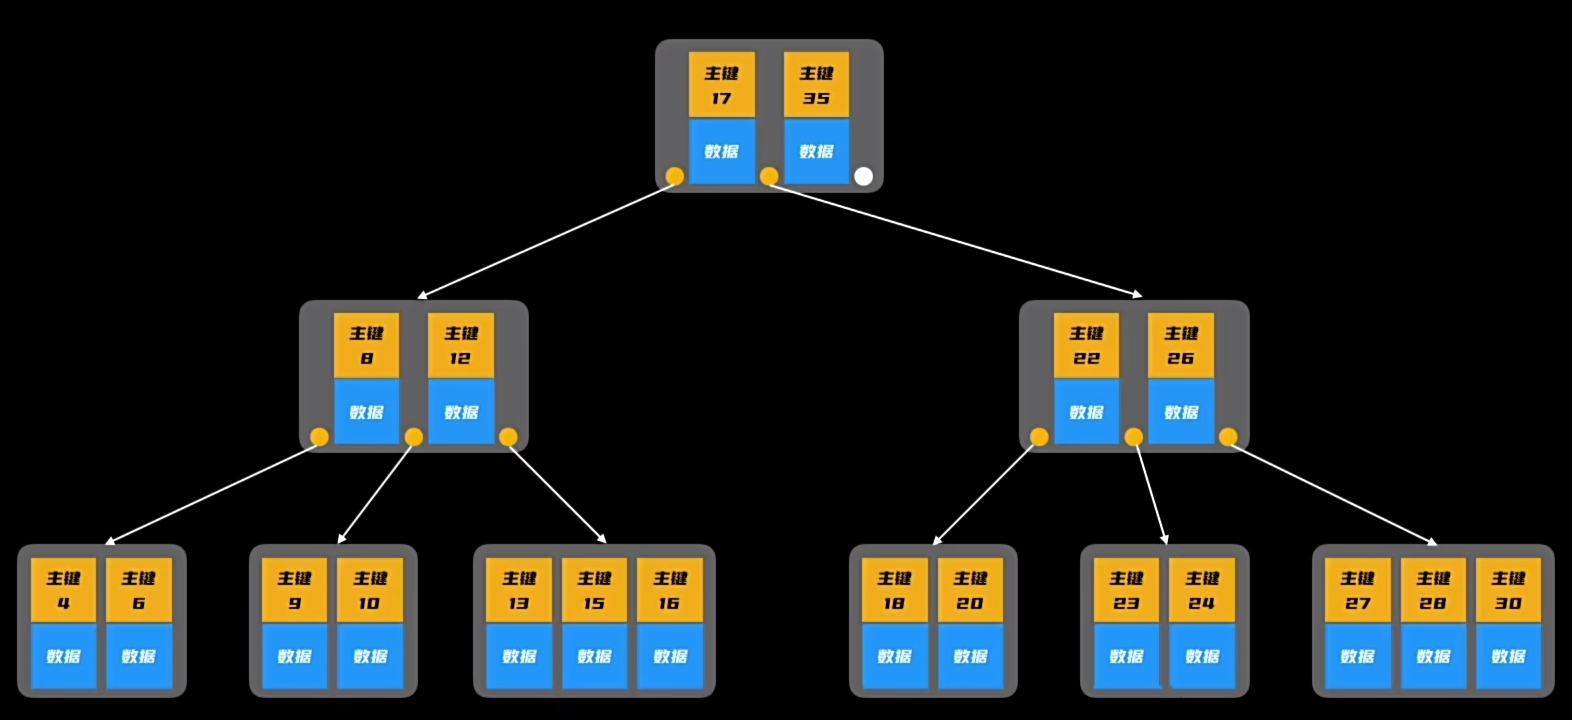 主键
17
数据
主键
35
数据
主键
8
数据
主键
12
数据
主键
22
数据
主键
26
数据
主键
4
数据
主键
6
数据
主键
9
数据
主键
10
数据
主键
13
数据
主键
15
数据
主键
16
数据
主键
18
数据
主键
20
数据
主键
23
数据
主键
24
数据
主键
27
数据
主键
28
数据
主键
30
数据